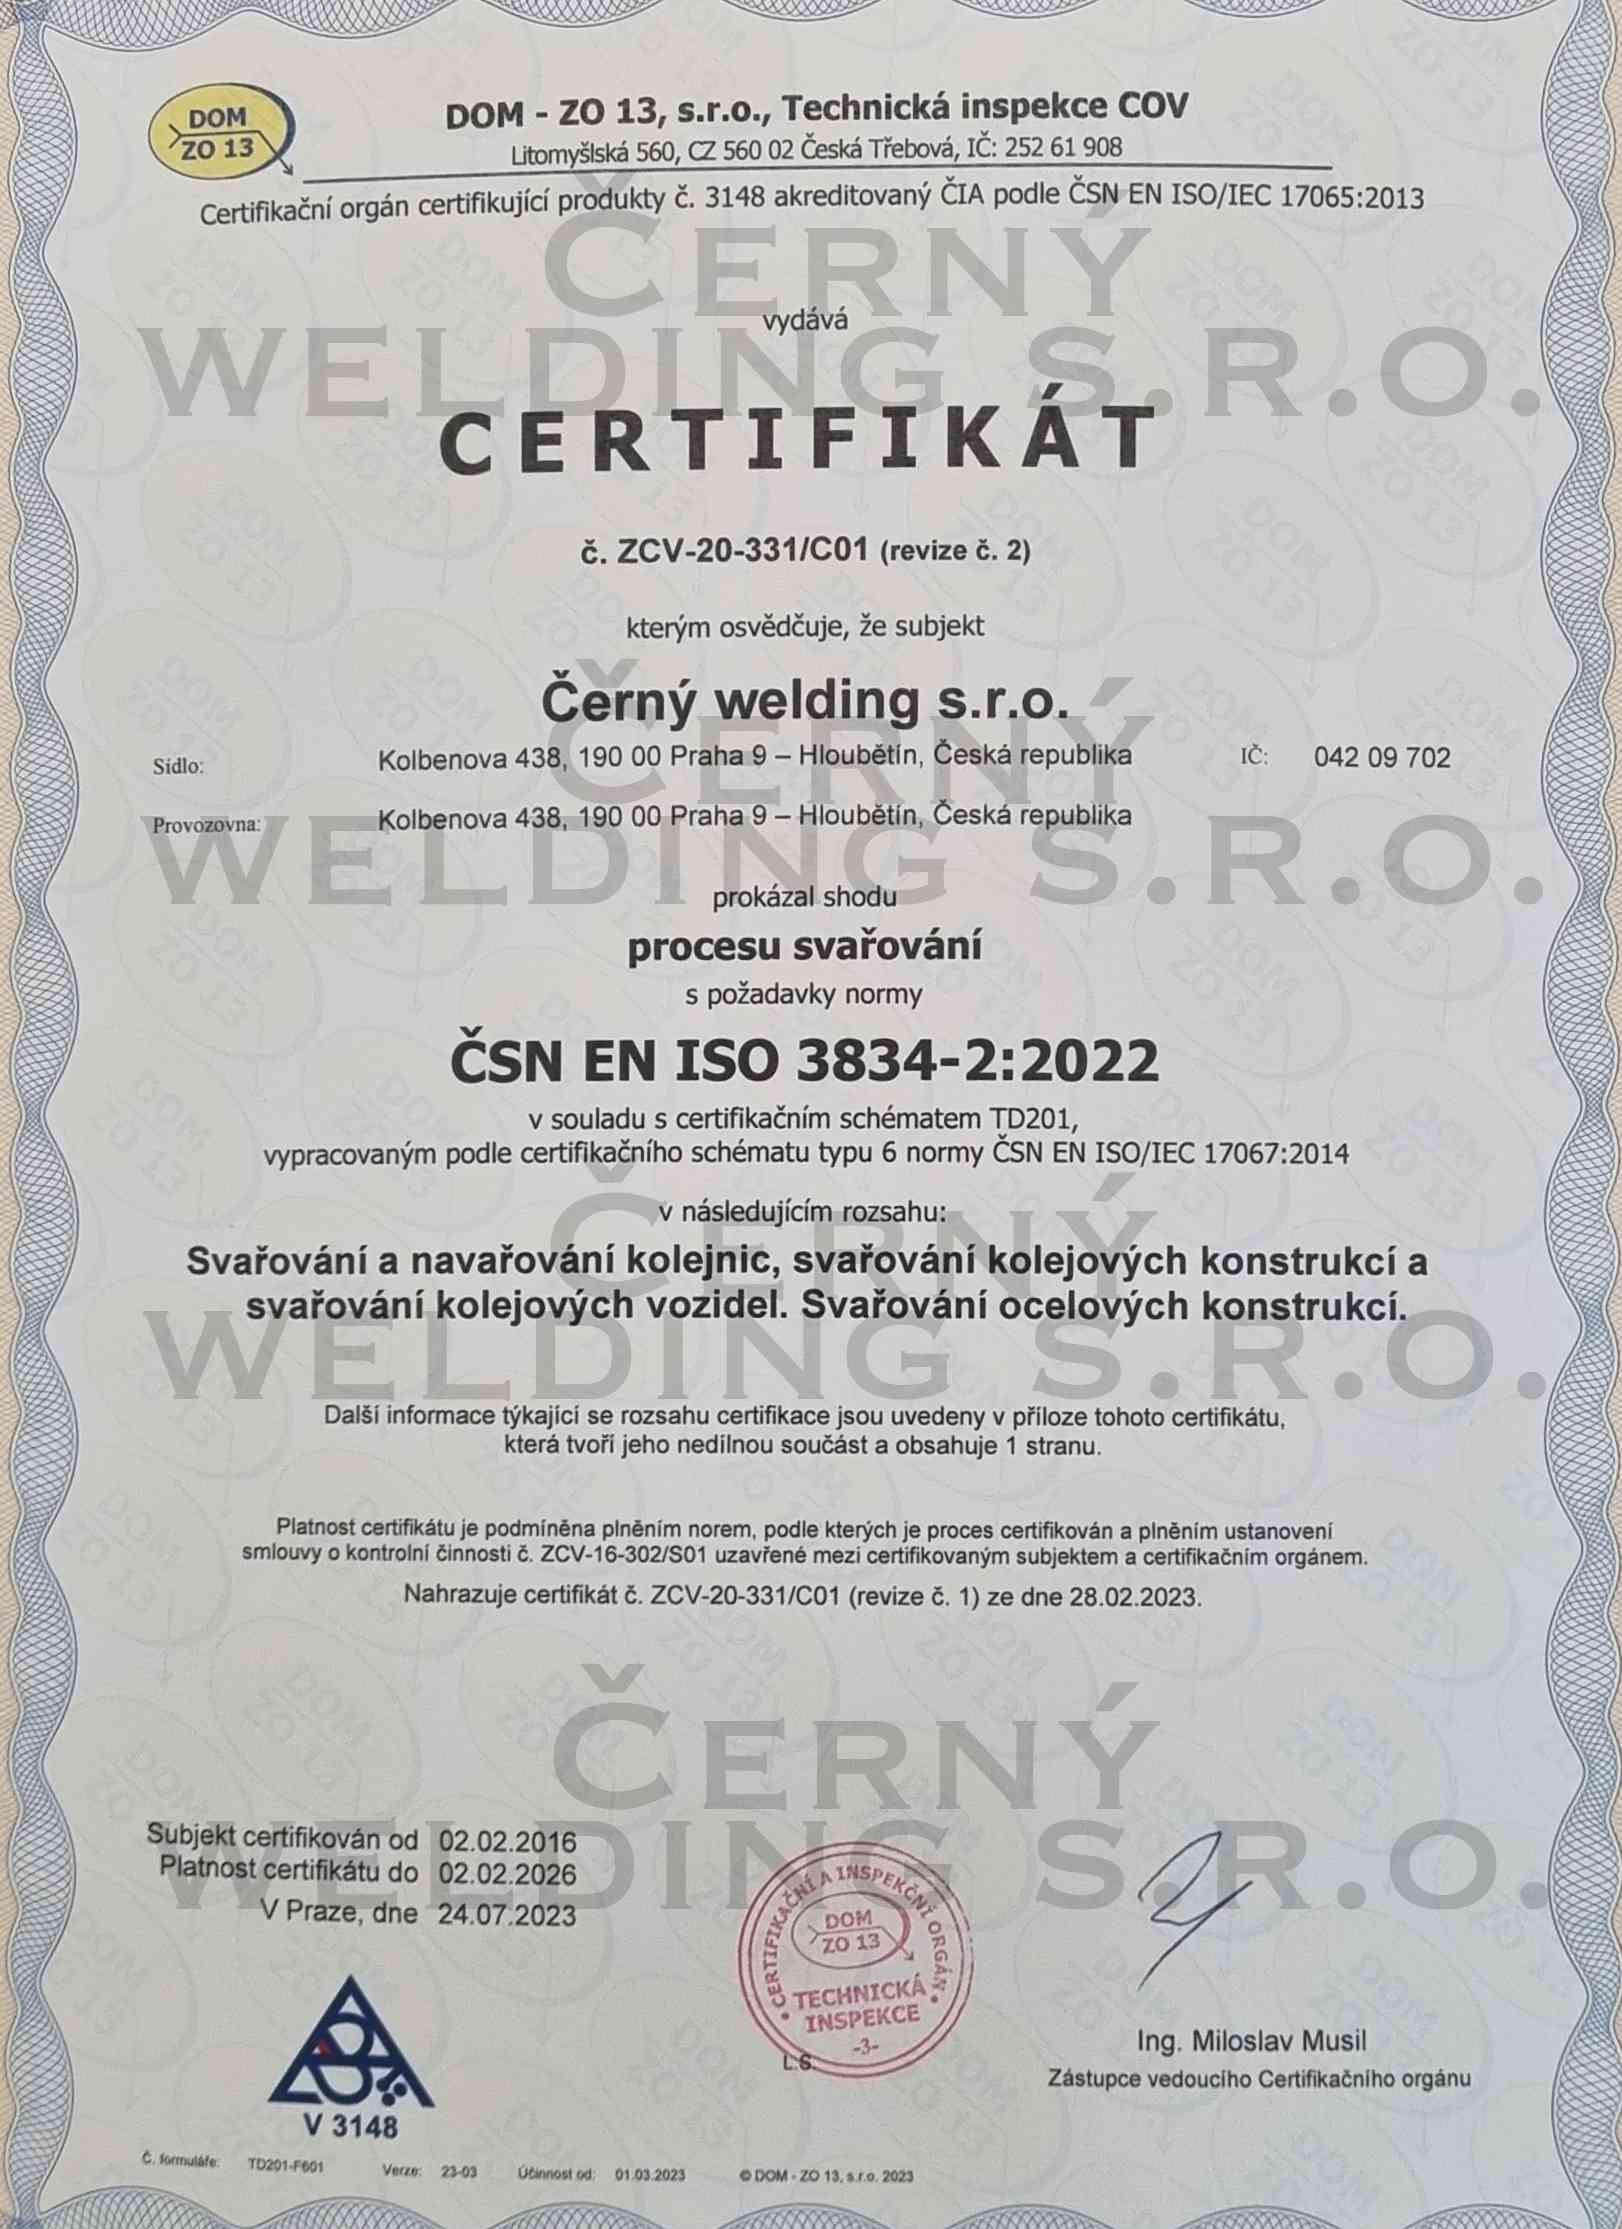 DOM
ZO 13
DOM - ZO 13, s.r.o., Technická inspekce COV
Litomyšlská 560, CZ 560 02 Česká Třebová, IČ: 252 61 908
Certifikační orgán certifikující produkty č. 3148 akreditovaný ČIA podle ČSN EN ISO/IEC 17065:2013
ČERNÝ
WELDING S.R.O.
vydává
CERTIFIKÁT
č. ZCV-20-331/C01 (revize č. 2)
kterým osvědčuje, že subjekt
Černý welding s.r.o.
ČERNÝ
WELDING S.R.O.
Sídlo: Kolbenova 438, 190 00 Praha 9 – Hloubětín, Česká republika IČ: 042 09 702
Provozovna: Kolbenova 438, 190 00 Praha 9 – Hloubětín, Česká republika
prokázal shodu
procesu svařování
s požadavky normy
ČSN EN ISO 3834-2:2022
v souladu s certifikačním schématem TD201,
vypracovaným podle certifikačního schématu typu 6 normy ČSN EN ISO/IEC 17067:2014
v následujícím rozsahu:
ČERNÝ
WELDING S.R.O.
Svařování a navařování kolejnic, svařování kolejových konstrukcí a
svařování kolejových vozidel. Svařování ocelových konstrukcí.
Další informace týkající se rozsahu certifikace jsou uvedeny v příloze tohoto certifikátu,
která tvoří jeho nedílnou součást a obsahuje 1 stranu.
Platnost certifikátu je podmíněna plněním norem, podle kterých je proces certifikován a plněním ustanovení
smlouvy o kontrolní činnosti č. ZCV-16-302/S01 uzavřené mezi certifikovaným subjektem a certifikačním orgánem.
Nahrazuje certifikát č. ZCV-20-331/C01 (revize č. 1) ze dne 28.02.2023.
ČERNÝ
WELDING S.R.O.
Subjekt certifikován od 02.02.2016
Platnost certifikátu do 02.02.2026
V Praze, dne 24.07.2023
• CERTIFIKAČNÍ A INSPEKČNÍ ORGÁN •
DOM
ZO 13
TECHNICKÁ
INSPEKCE
-3-
L.S.
Ing. Miloslav Musil
Zástupce vedoucího Certifikačního orgánu
V 3148
Č. formuláře: TD201-F601 Verze: 23-03 Účinnost od: 01.03.2023 © DOM - ZO 13, s.r.o. 2023